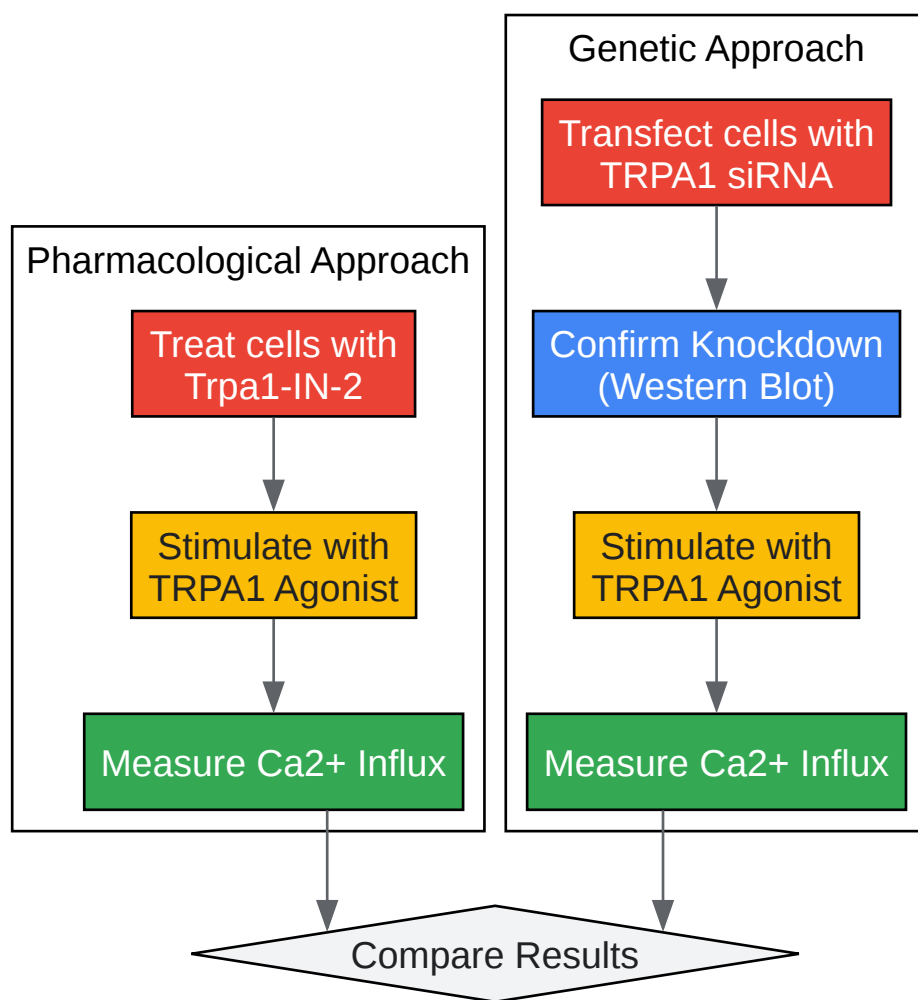 Pharmacological Approach
Treat cells with
Trpa1-IN-2
Stimulate with
TRPA1 Agonist
Measure Ca2+ Influx
Genetic Approach
Transfect cells with
TRPA1 siRNA
Confirm Knockdown
(Western Blot)
Stimulate with
TRPA1 Agonist
Measure Ca2+ Influx
Compare Results